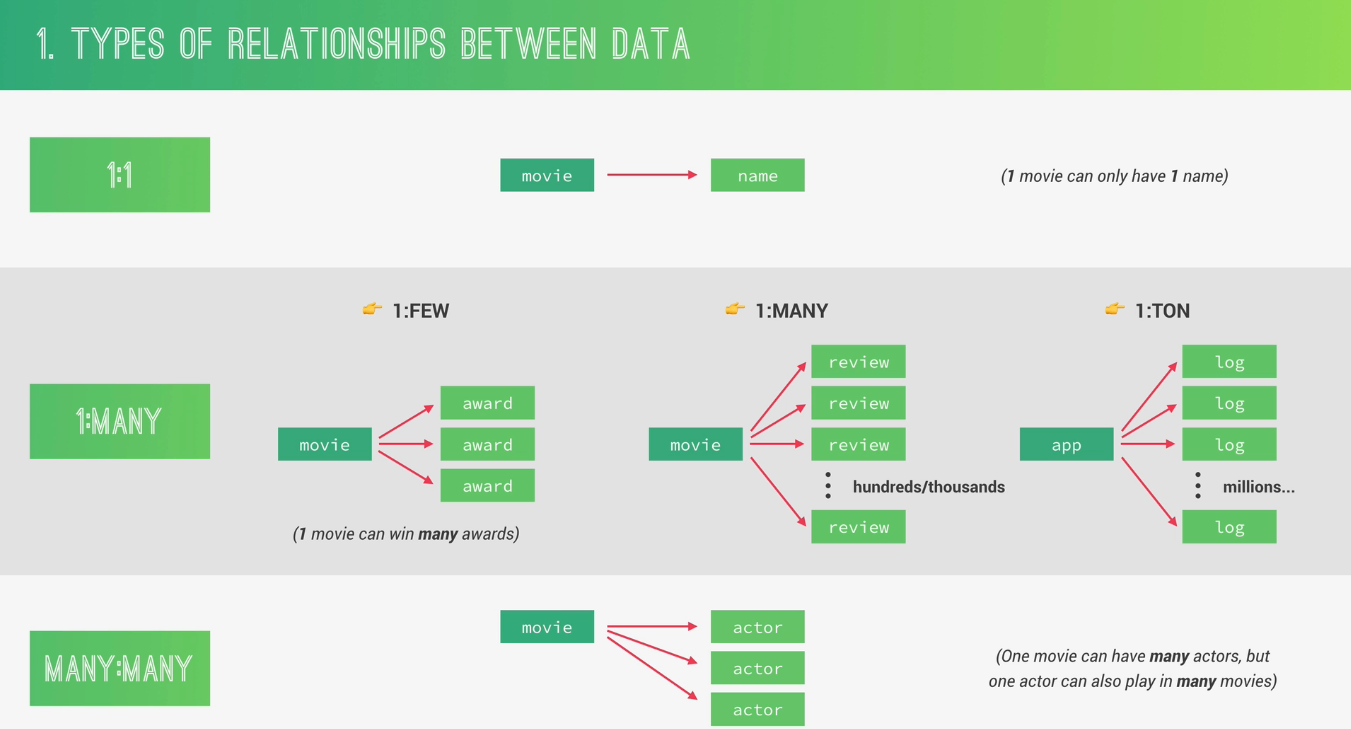 1. TYPES OF RELATIONSHIPS BETWEEN DATA
1:1
movie
name
(1 movie can only have 1 name)
1:MANY
👉 1:FEW
movie
award
award
award
(1 movie can win many awards)
👉 1:MANY
movie
review
review
review
hundreds/thousands
review
👉 1:TON
app
log
log
log
millions...
log
MANY:MANY
movie
actor
actor
actor
(One movie can have many actors, but
one actor can also play in many movies)